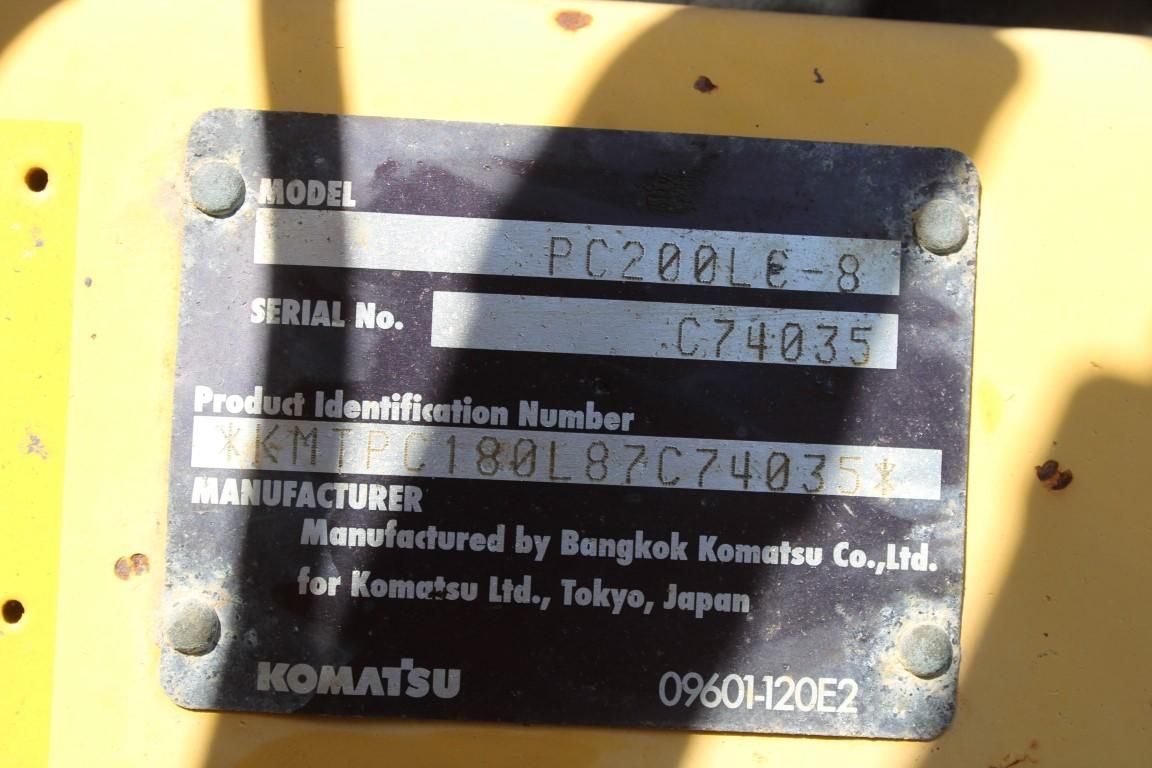 MODEL
PC200LC-8
SERIAL No.
C74035
Product Identification Number
*KMTPC180L87C74035*
MANUFACTURER
Manufactured by Bangkok Komatsu Co.,Ltd.
for Komatsu Ltd., Tokyo, Japan
KOMATSU
09601-120E2